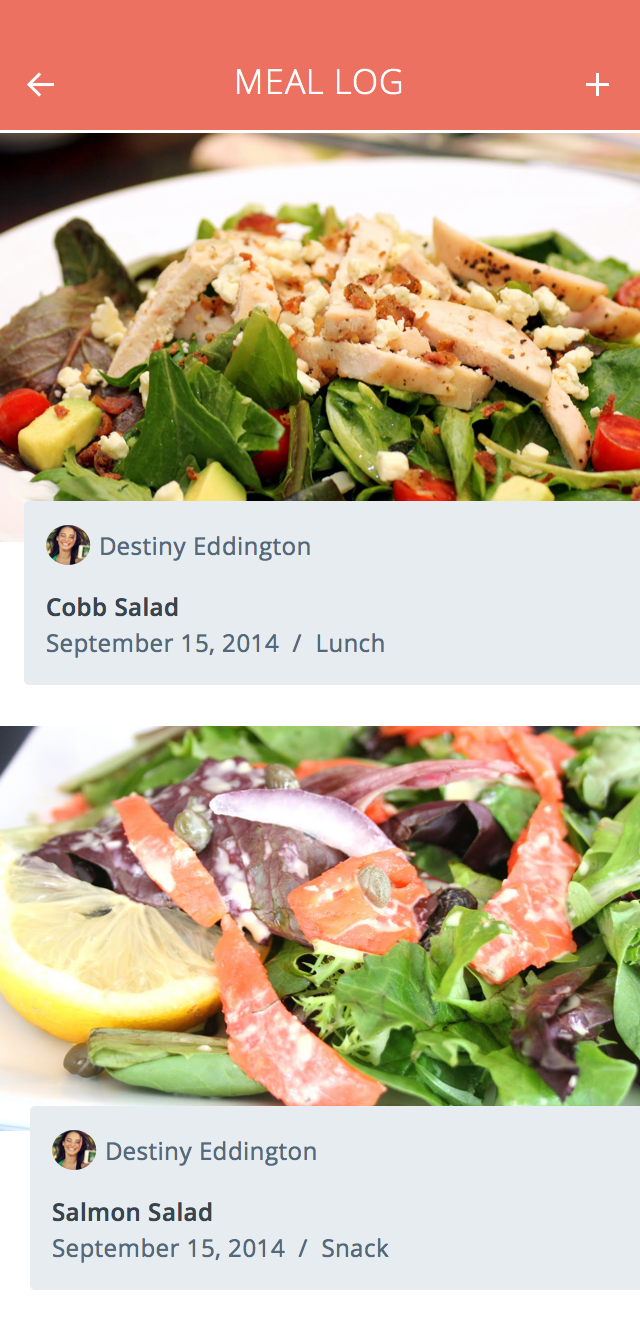 MEAL LOG
Destiny Eddington
Cobb Salad
September 15, 2014 / Lunch
Destiny Eddington
Salmon Salad
September 15, 2014 / Snack